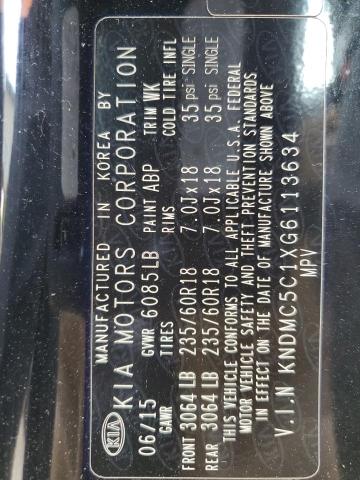 MANUFACTURED IN KOREA BY
KIA KIA MOTORS CORPORATION
06/15 GVWR 6085LB PAINT ABP TRIM WK
GAWR TIRES RIMS COLD TIRE INFL
FRONT 3064 LB 235/60R18 7.0J x 18 35 psi SINGLE
REAR 3064 LB 235/60R18 7.0J x 18 35 psi SINGLE
THIS VEHICLE CONFORMS TO ALL APPLICABLE U.S.A. FEDERAL
MOTOR VEHICLE SAFETY AND THEFT PREVENTION STANDARDS
IN EFFECT ON THE DATE OF MANUFACTURE SHOWN ABOVE
V.I.N KNDMC5C1XG6113634
MPV